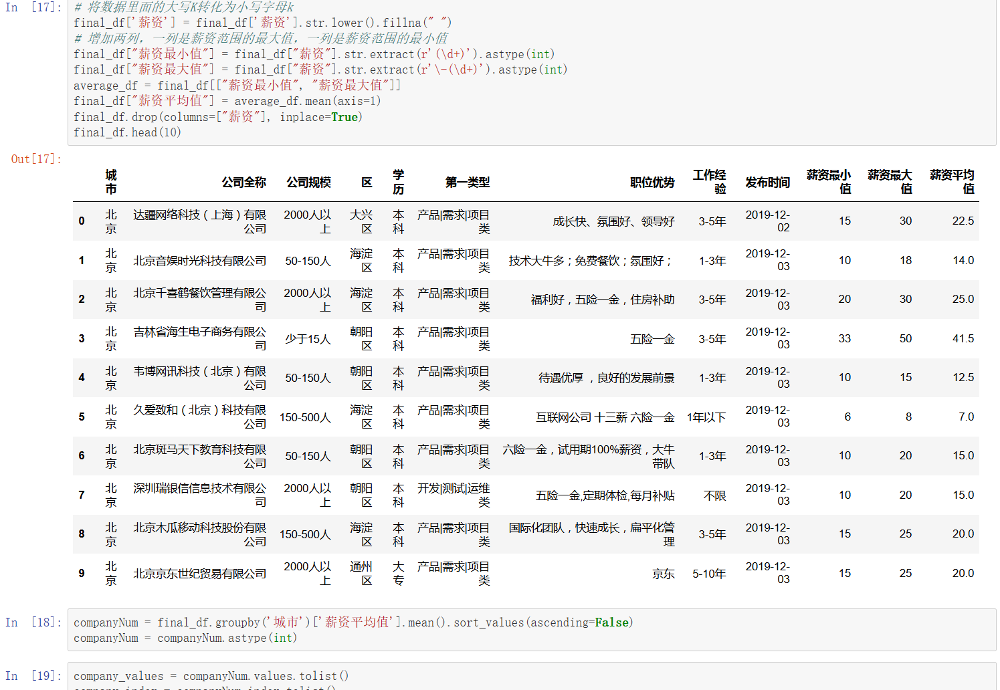 In [17]:
# 将数据里面的大写K转化为小写字母k
final_df['薪资'] = final_df['薪资'].str.lower().fillna(" ")
# 增加两列，一列是薪资范围的最大值，一列是薪资范围的最小值
final_df["薪资最小值"] = final_df["薪资"].str.extract(r'(\d+)').astype(int)
final_df["薪资最大值"] = final_df["薪资"].str.extract(r'\-(\d+)').astype(int)
average_df = final_df[["薪资最小值", "薪资最大值"]]
final_df["薪资平均值"] = average_df.mean(axis=1)
final_df.drop(columns=["薪资"], inplace=True)
final_df.head(10)
Out[17]:
城市 公司全称 公司规模 区 学历 第一类型 职位优势 工作经验 发布时间 薪资最小值 薪资最大值 薪资平均值
0 北京 达疆网络科技（上海）有限公司 2000人以上 大兴区 本科 产品|需求|项目类 成长快、氛围好、领导好 3-5年 2019-12-02 15 30 22.5
1 北京 北京音娱时光科技有限公司 50-150人 海淀区 本科 产品|需求|项目类 技术大牛多；免费餐饮；氛围好； 1-3年 2019-12-03 10 18 14.0
2 北京 北京千喜鹤餐饮管理有限公司 2000人以上 海淀区 本科 产品|需求|项目类 福利好，五险一金，住房补助 3-5年 2019-12-03 20 30 25.0
3 北京 吉林省海生电子商务有限公司 少于15人 朝阳区 本科 产品|需求|项目类 五险一金 3-5年 2019-12-03 33 50 41.5
4 北京 韦博网讯科技（北京）有限公司 50-150人 朝阳区 本科 产品|需求|项目类 待遇优厚 ，良好的发展前景 1-3年 2019-12-03 10 15 12.5
5 北京 久爱致和（北京）科技有限公司 150-500人 海淀区 本科 产品|需求|项目类 互联网公司 十三薪 六险一金 1年以下 2019-12-03 6 8 7.0
6 北京 北京斑马天下教育科技有限公司 50-150人 朝阳区 本科 产品|需求|项目类 六险一金，试用期100%薪资，大牛带队 1-3年 2019-12-03 10 20 15.0
7 北京 深圳瑞银信信息技术有限公司 2000人以上 朝阳区 本科 开发|测试|运维类 五险一金,定期体检,每月补贴 不限 2019-12-03 10 20 15.0
8 北京 北京木瓜移动科技股份有限公司 150-500人 海淀区 本科 产品|需求|项目类 国际化团队，快速成长，扁平化管理 3-5年 2019-12-03 15 25 20.0
9 北京 北京京东世纪贸易有限公司 2000人以上 通州区 大专 产品|需求|项目类 京东 5-10年 2019-12-03 15 25 20.0
In [18]:
companyNum = final_df.groupby('城市')['薪资平均值'].mean().sort_values(ascending=False)
companyNum = companyNum.astype(int)
In [19]:
company_values = companyNum.values.tolist()